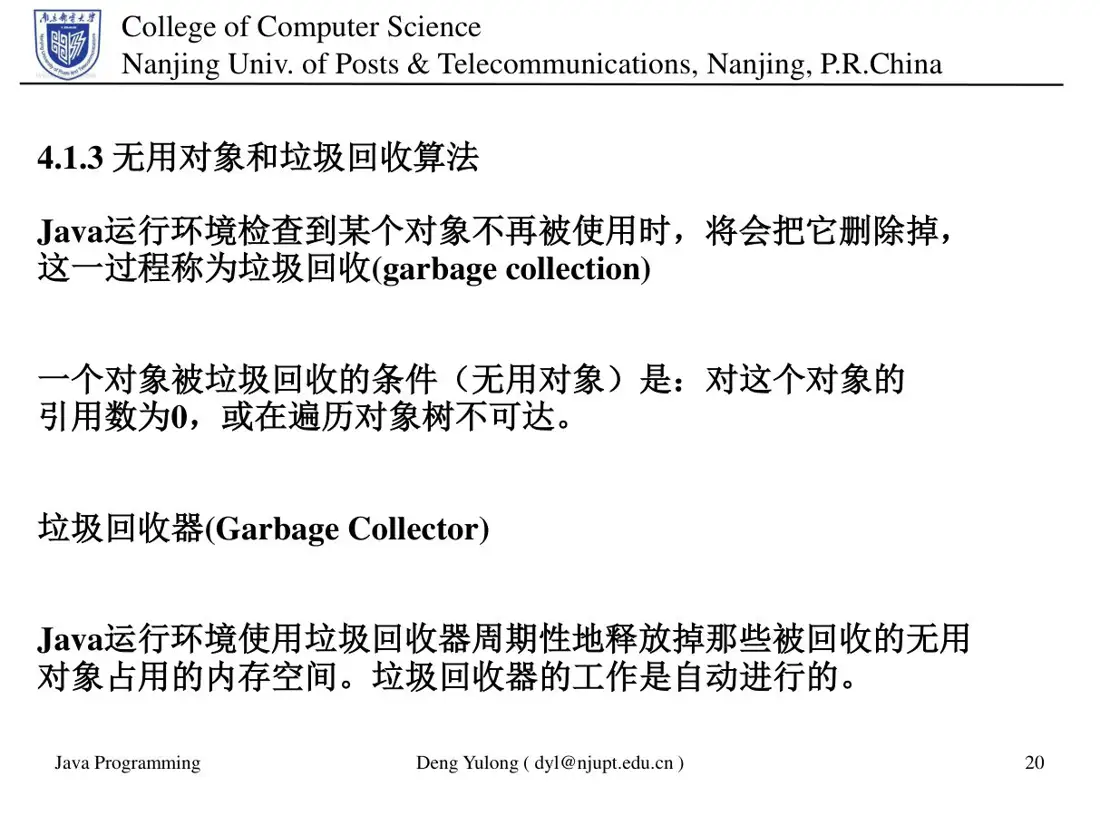 南京邮电大学
College of Computer Science
Nanjing Univ. of Posts & Telecommunications, Nanjing, P.R.China
4.1.3 无用对象和垃圾回收算法
Java运行环境检查到某个对象不再被使用时，将会把它删除掉，
这一过程称为垃圾回收(garbage collection)
一个对象被垃圾回收的条件（无用对象）是：对这个对象的
引用数为0，或在遍历对象树不可达。
垃圾回收器(Garbage Collector)
Java运行环境使用垃圾回收器周期性地释放掉那些被回收的无用
对象占用的内存空间。垃圾回收器的工作是自动进行的。
Java Programming
Deng Yulong ( dyl@njupt.edu.cn )
20